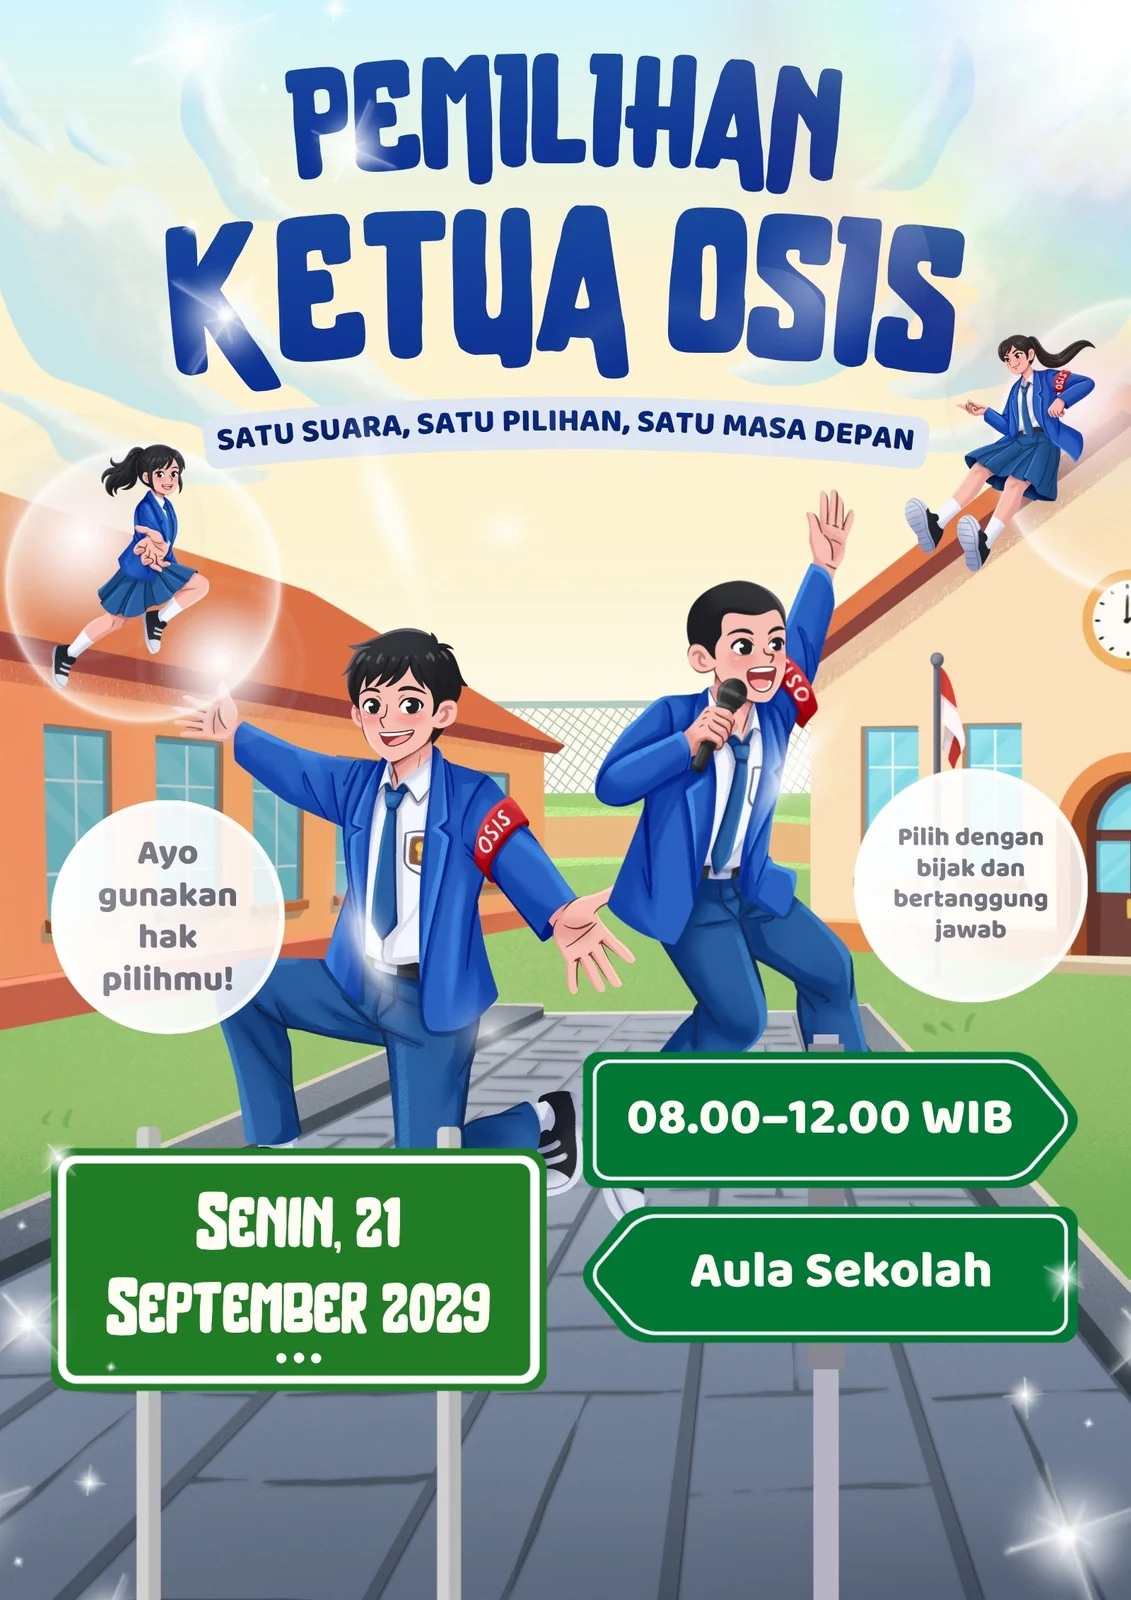 PEMILIHAN
KETUA OSIS
SATU SUARA, SATU PILIHAN, SATU MASA DEPAN
OSIS
OSIS
Ayo
gunakan
hak
pilihmu!
Pilih dengan
bijak dan
bertanggung
jawab
08.00–12.00 WIB
SENIN, 21
SEPTEMBER 2029
...
Aula Sekolah